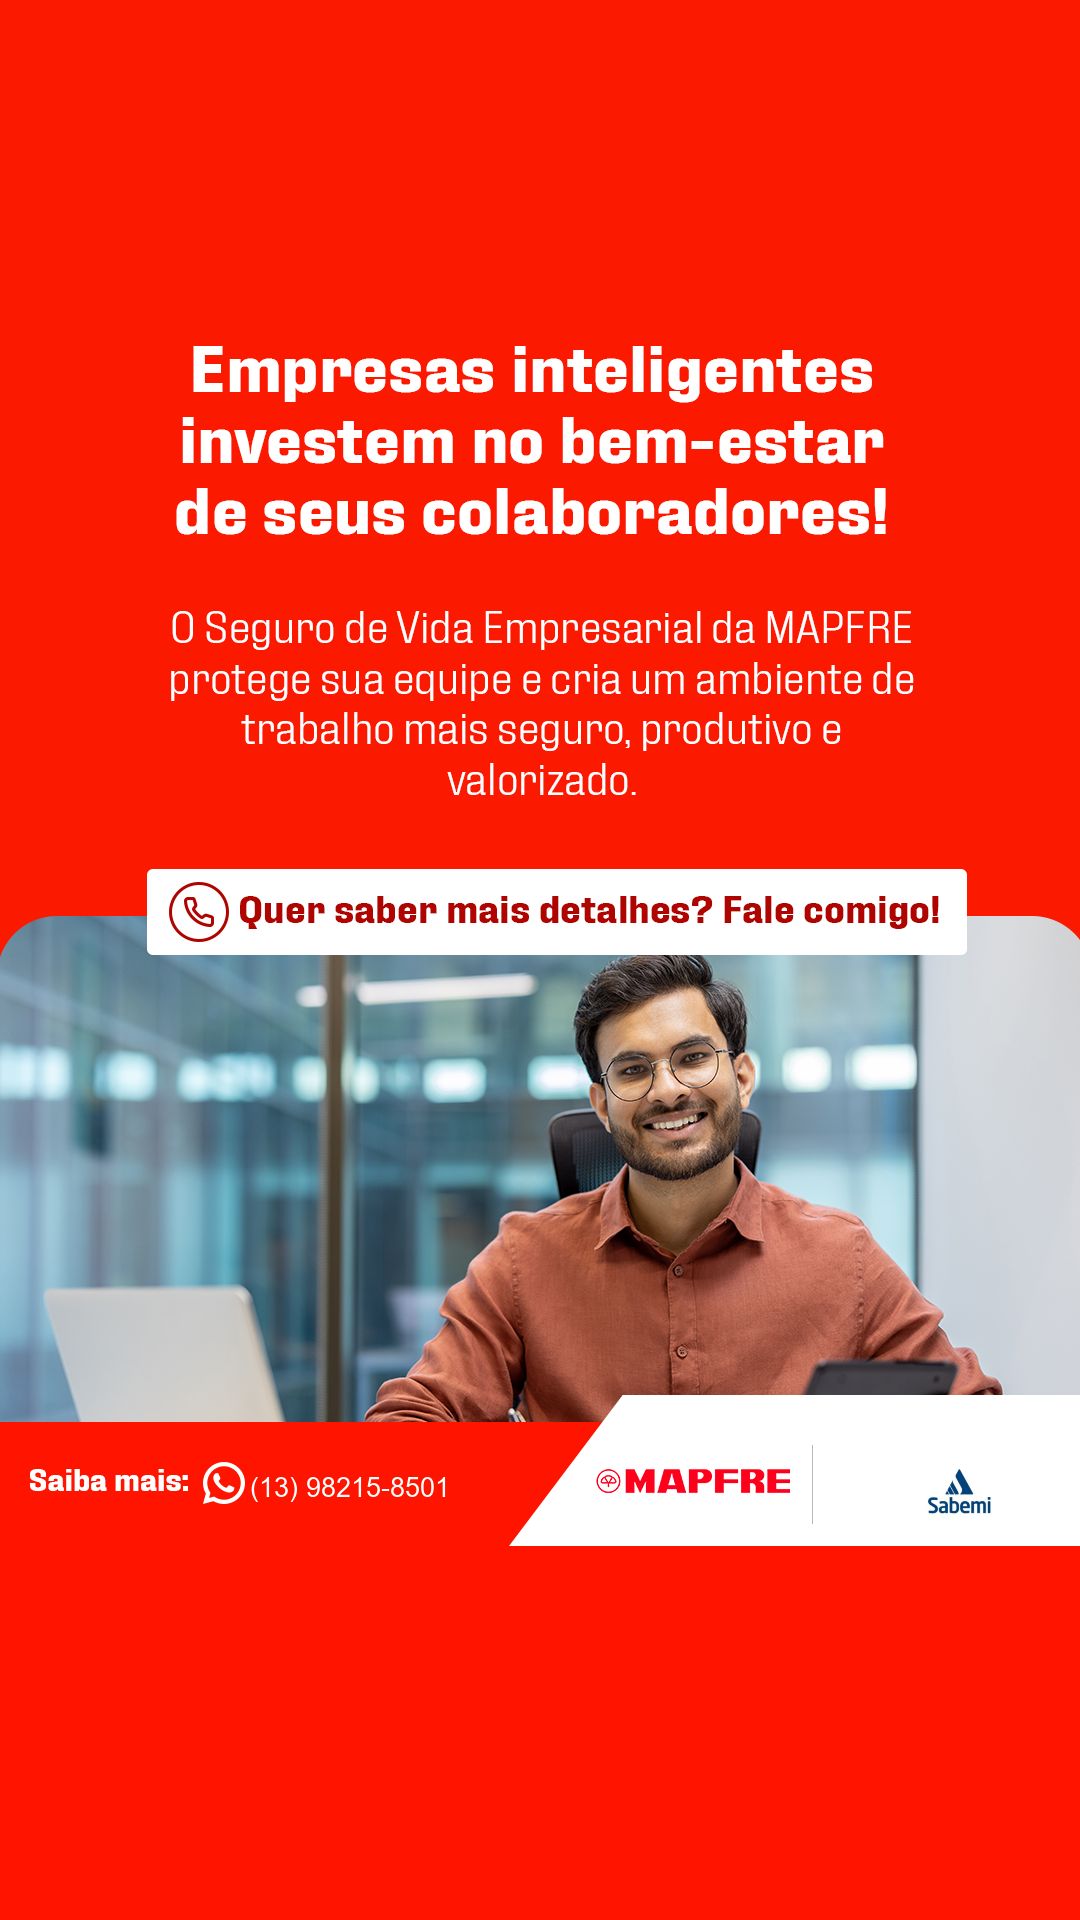 Empresas inteligentes
investem no bem-estar
de seus colaboradores!
O Seguro de Vida Empresarial da MAPFRE
protege sua equipe e cria um ambiente de
trabalho mais seguro, produtivo e
valorizado.
Quer saber mais detalhes? Fale comigo!
Saiba mais: (13) 98215-8501
MAPFRE
Sabemi